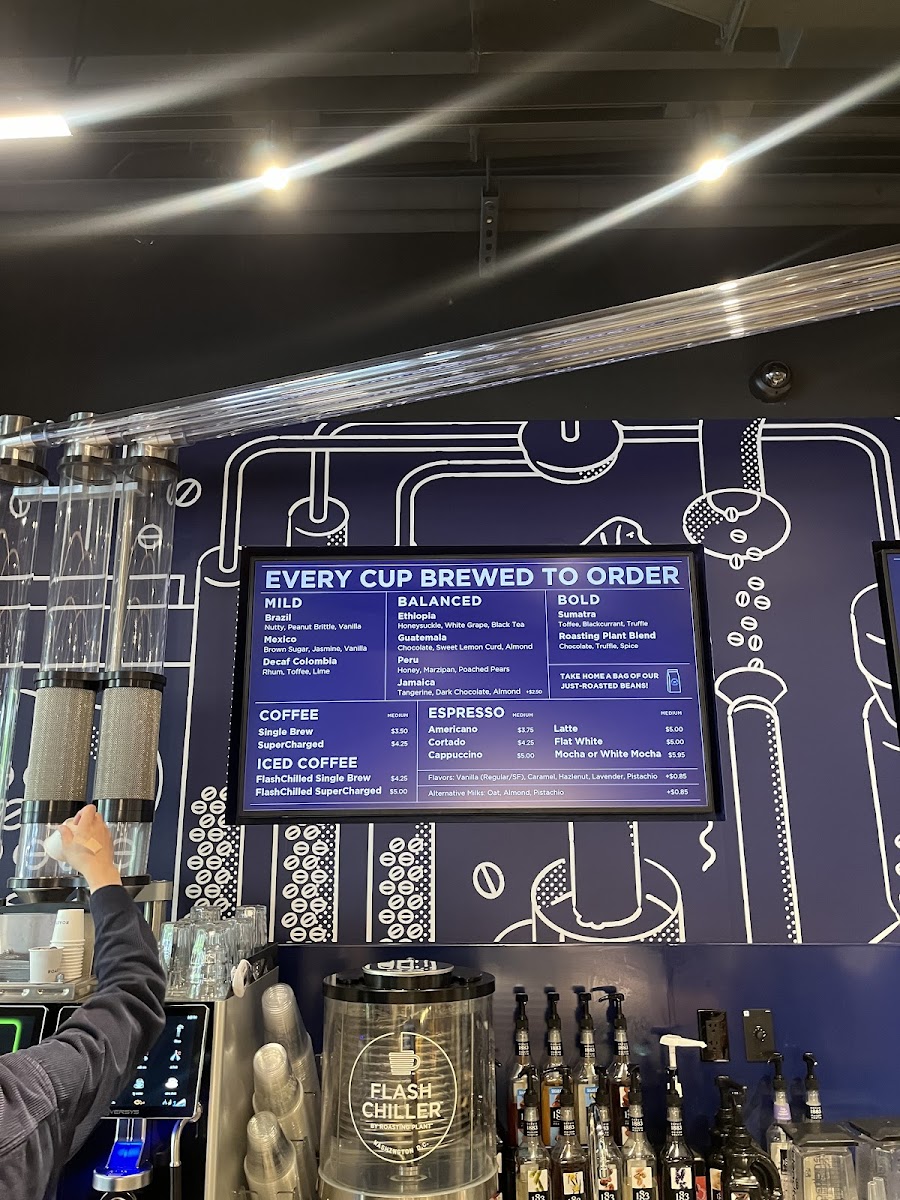 EVERY CUP BREWED TO ORDER
MILD
Brazil
Nutty, Peanut Brittle, Vanilla
Mexico
Brown Sugar, Jasmine, Vanilla
Decaf Colombia
Rhum, Toffee, Lime
BALANCED
Ethiopia
Honeysuckle, White Grape, Black Tea
Guatemala
Chocolate, Sweet Lemon Curd, Almond
Peru
Honey, Marzipan, Poached Pears
Jamaica
Tangerine, Dark Chocolate, Almond +$2.50
BOLD
Sumatra
Toffee, Blackcurrant, Truffle
Roasting Plant Blend
Chocolate, Truffle, Spice
TAKE HOME A BAG OF OUR
JUST-ROASTED BEANS!
COFFEE MEDIUM
Single Brew $3.50
SuperCharged $4.25
ICED COFFEE
FlashChilled Single Brew $4.25
FlashChilled SuperCharged $5.00
ESPRESSO MEDIUM
Americano $3.75
Cortado $4.25
Cappuccino $5.00
MEDIUM
Latte $5.00
Flat White $5.00
Mocha or White Mocha $5.95
Flavors: Vanilla (Regular/SF), Caramel, Hazlenut, Lavender, Pistachio +$0.85
Alternative Milks: Oat, Almond, Pistachio +$0.85
FLASH
CHILLER
BY ROASTING PLANT
WASHINGTON D.C.
1883
1883
1883